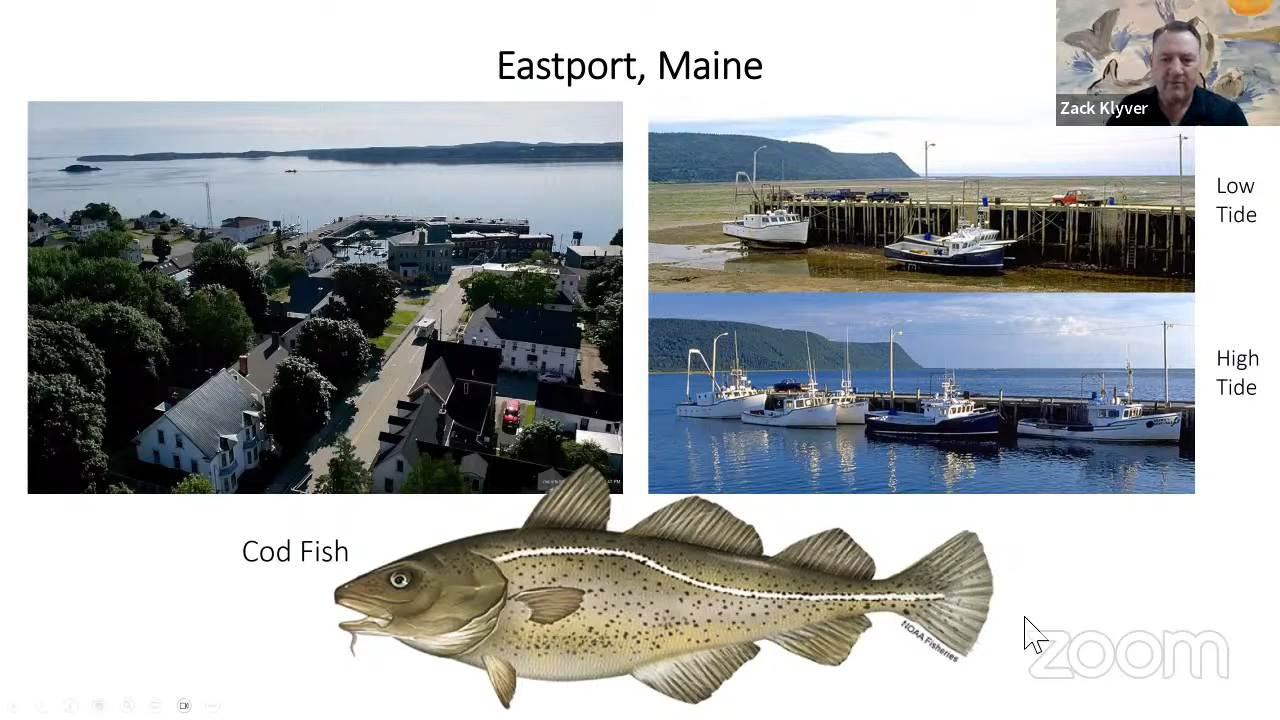 Eastport, Maine
Zack Klyver
Low
Tide
High
Tide
Cod Fish
NOAA Fisheries
zoom